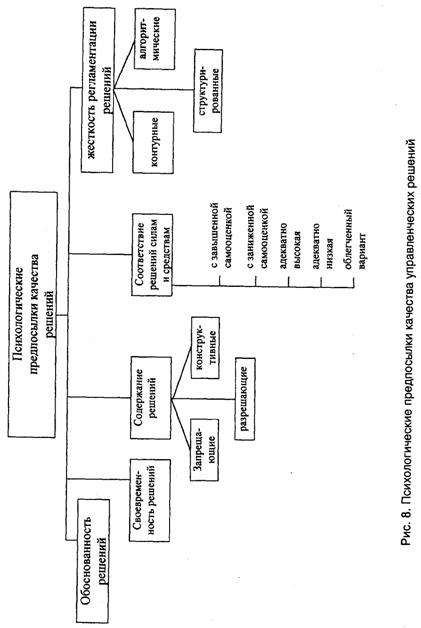 Психологические
предпосылки качества
решений
Обоснованность
решений
Своевремен-
ность решений
Содержание
решений
Запреща-
ющие
разрешающие
конструк-
тивные
Соответствие
решений силам
и средствам
с завышенной
самооценкой
с заниженной
самооценкой
адекватно
высокая
адекватно
низкая
облегченный
вариант
жесткость регламентации
решений
контурные
структури-
рованные
алгорит-
мические
Рис. 8. Психологические предпосылки качества управленческих решений